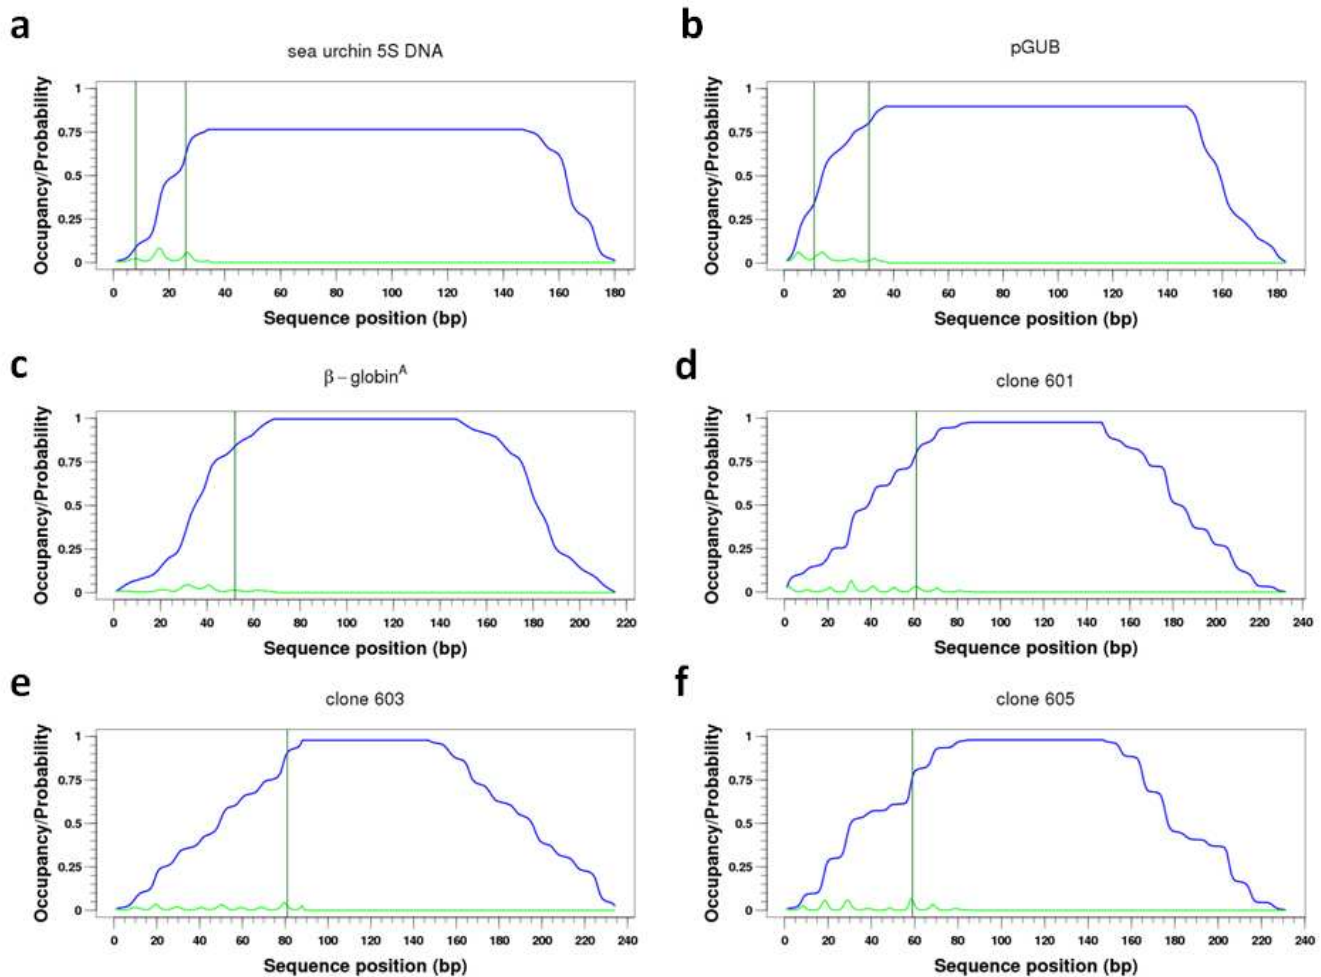 a
sea urchin 5S DNA
Occupancy/Probability
1
0.75
0.5
0.25
0
0 20 40 60 80 100 120 140 160 180
Sequence position (bp)
b
pGUB
Occupancy/Probability
1
0.75
0.5
0.25
0
0 20 40 60 80 100 120 140 160 180
Sequence position (bp)
c
β – globinᴬ
Occupancy/Probability
1
0.75
0.5
0.25
0
0 20 40 60 80 100 120 140 160 180 200 220
Sequence position (bp)
d
clone 601
Occupancy/Probability
1
0.75
0.5
0.25
0
0 20 40 60 80 100 120 140 160 180 200 220 240
Sequence position (bp)
e
clone 603
Occupancy/Probability
1
0.75
0.5
0.25
0
0 20 40 60 80 100 120 140 160 180 200 220 240
Sequence position (bp)
f
clone 605
Occupancy/Probability
1
0.75
0.5
0.25
0
0 20 40 60 80 100 120 140 160 180 200 220 240
Sequence position (bp)